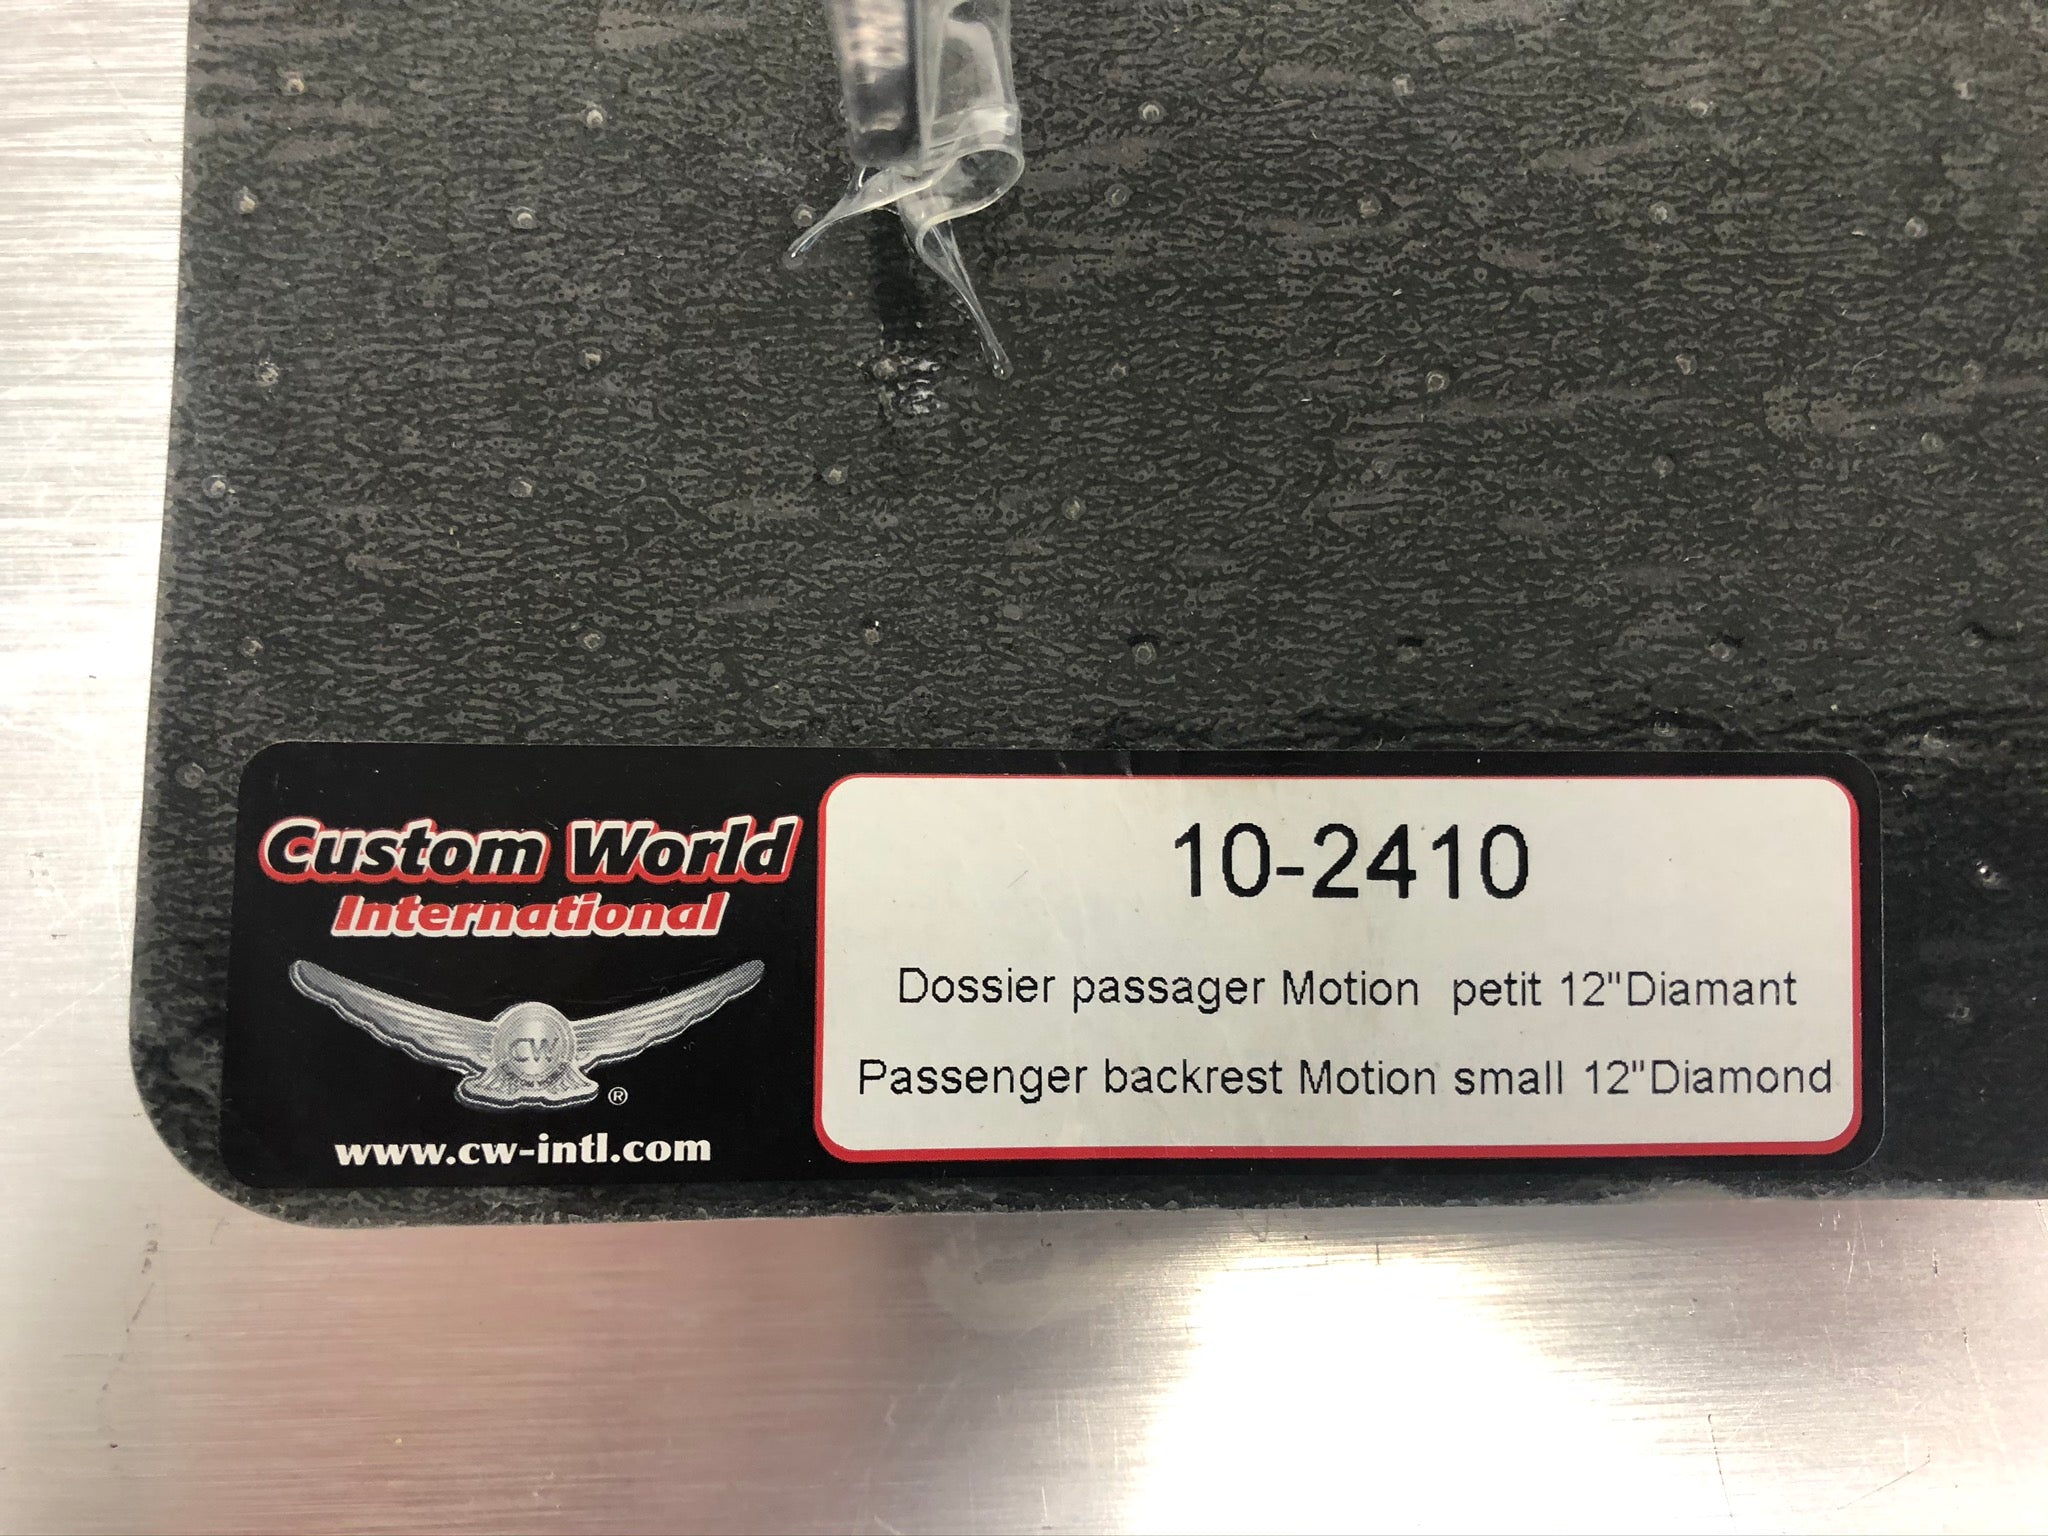 Custom World
International
CW
®
www.cw-intl.com
10-2410
Dossier passager Motion petit 12"Diamant
Passenger backrest Motion small 12"Diamond